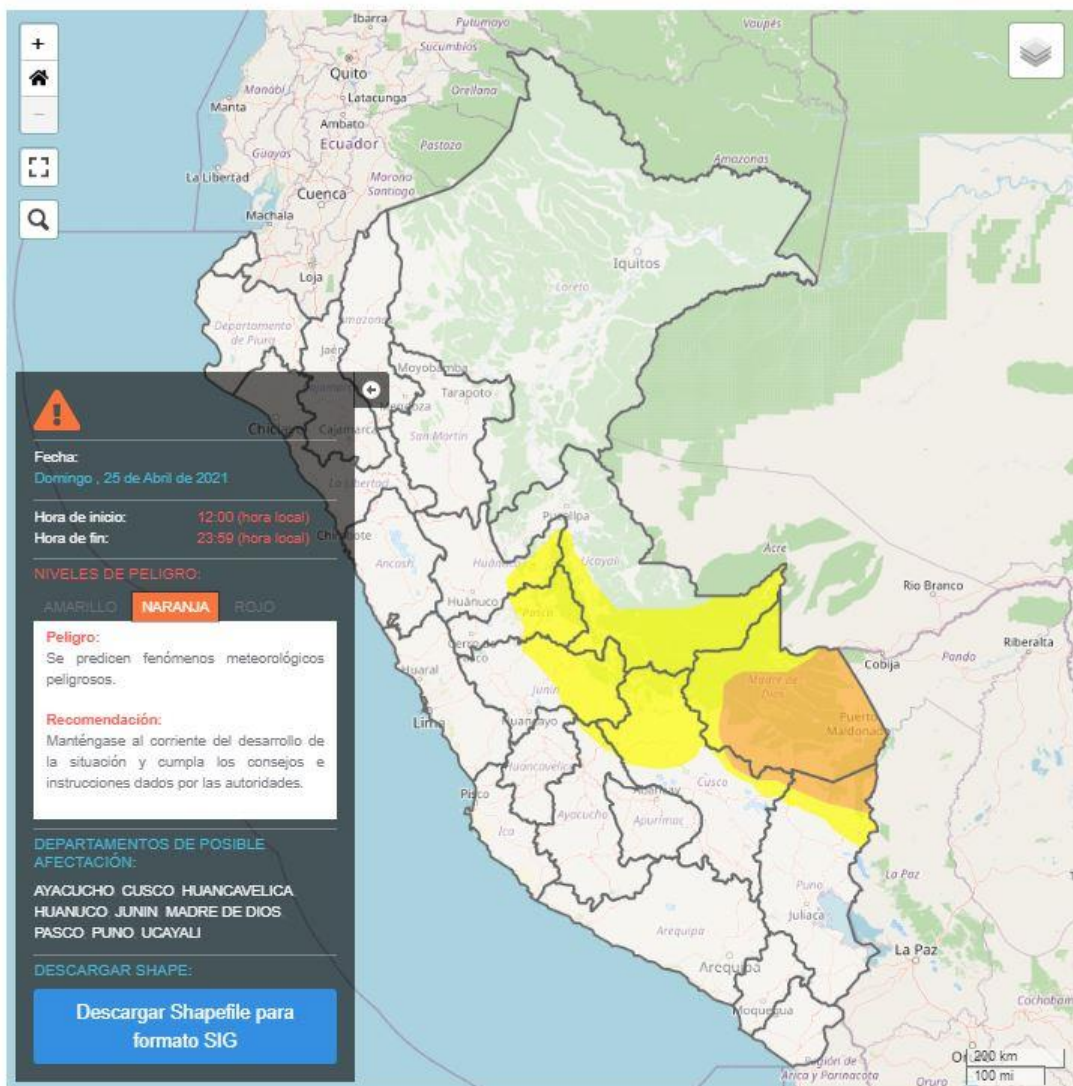 Ibarra
Putumayo
Vaupés
+
Sucumbíos
Quito
Orellana
Manabí
Latacunga
Manta
Ambato
Ecuador
Pastaza
Guayas
La Libertad
Morona
Santiago
Amazonas
Cuenca
Machala
Loja
Iquitos
Loreto
Departamento
de Piura
Amazonas
Jaén
Moyobamba
Tarapoto
Cajamarca
San Martín
La Libertad
Chimbote
Pucallpa
Ucayali
Acre
Ancash
Huánuco
Rio Branco
Huánuco
Pasco
Riberalta
Cobija
Pando
Huaral
Junín
Madre de
Dios
Lima
Huancayo
Puerto
Maldonado
Huancavelica
Cusco
Pisco
Abancay
Ica
Ayacucho
Apurímac
La Paz
Puno
Juliaca
Arequipa
La Paz
Arequipa
Moquegua
Cochabam
200 km
100 mi
Región de
Arica y Parinacota
Oruro
Fecha:
Domingo , 25 de Abril de 2021
Hora de inicio: 12:00 (hora local)
Hora de fin: 23:59 (hora local)
NIVELES DE PELIGRO:
AMARILLO NARANJA ROJO
Peligro:
Se predicen fenómenos meteorológicos
peligrosos.
Recomendación:
Manténgase al corriente del desarrollo de
la situación y cumpla los consejos e
instrucciones dados por las autoridades.
DEPARTAMENTOS DE POSIBLE
AFECTACIÓN:
AYACUCHO CUSCO HUANCAVELICA
HUANUCO JUNIN MADRE DE DIOS
PASCO PUNO UCAYALI
DESCARGAR SHAPE:
Descargar Shapefile para
formato SIG